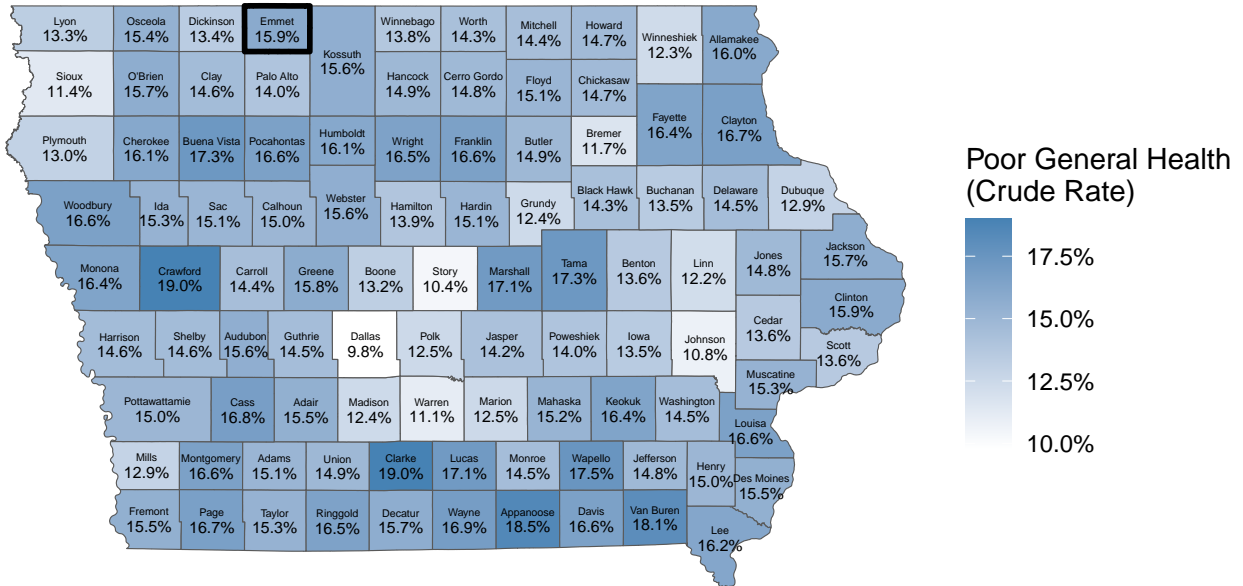 Lyon
13.3%
Osceola
15.4%
Dickinson
13.4%
Emmet
15.9%
Kossuth
15.6%
Winnebago
13.8%
Worth
14.3%
Mitchell
14.4%
Howard
14.7%
Winneshiek
12.3%
Allamakee
16.0%
Sioux
11.4%
O'Brien
15.7%
Clay
14.6%
Palo Alto
14.0%
Hancock
14.9%
Cerro Gordo
14.8%
Floyd
15.1%
Chickasaw
14.7%
Fayette
16.4%
Clayton
16.7%
Plymouth
13.0%
Cherokee
16.1%
Buena Vista
17.3%
Pocahontas
16.6%
Humboldt
16.1%
Wright
16.5%
Franklin
16.6%
Butler
14.9%
Bremer
11.7%
Woodbury
16.6%
Ida
15.3%
Sac
15.1%
Calhoun
15.0%
Webster
15.6%
Hamilton
13.9%
Hardin
15.1%
Grundy
12.4%
Black Hawk
14.3%
Buchanan
13.5%
Delaware
14.5%
Dubuque
12.9%
Monona
16.4%
Crawford
19.0%
Carroll
14.4%
Greene
15.8%
Boone
13.2%
Story
10.4%
Marshall
17.1%
Tama
17.3%
Benton
13.6%
Linn
12.2%
Jones
14.8%
Jackson
15.7%
Clinton
15.9%
Harrison
14.6%
Shelby
14.6%
Audubon
15.6%
Guthrie
14.5%
Dallas
9.8%
Polk
12.5%
Jasper
14.2%
Poweshiek
14.0%
Iowa
13.5%
Johnson
10.8%
Cedar
13.6%
Scott
13.6%
Muscatine
15.3%
Pottawattamie
15.0%
Cass
16.8%
Adair
15.5%
Madison
12.4%
Warren
11.1%
Marion
12.5%
Mahaska
15.2%
Keokuk
16.4%
Washington
14.5%
Louisa
16.6%
Mills
12.9%
Montgomery
16.6%
Adams
15.1%
Union
14.9%
Clarke
19.0%
Lucas
17.1%
Monroe
14.5%
Wapello
17.5%
Jefferson
14.8%
Henry
15.0%
Des Moines
15.5%
Fremont
15.5%
Page
16.7%
Taylor
15.3%
Ringgold
16.5%
Decatur
15.7%
Wayne
16.9%
Appanoose
18.5%
Davis
16.6%
Van Buren
18.1%
Lee
16.2%
Poor General Health
(Crude Rate)
17.5%
15.0%
12.5%
10.0%